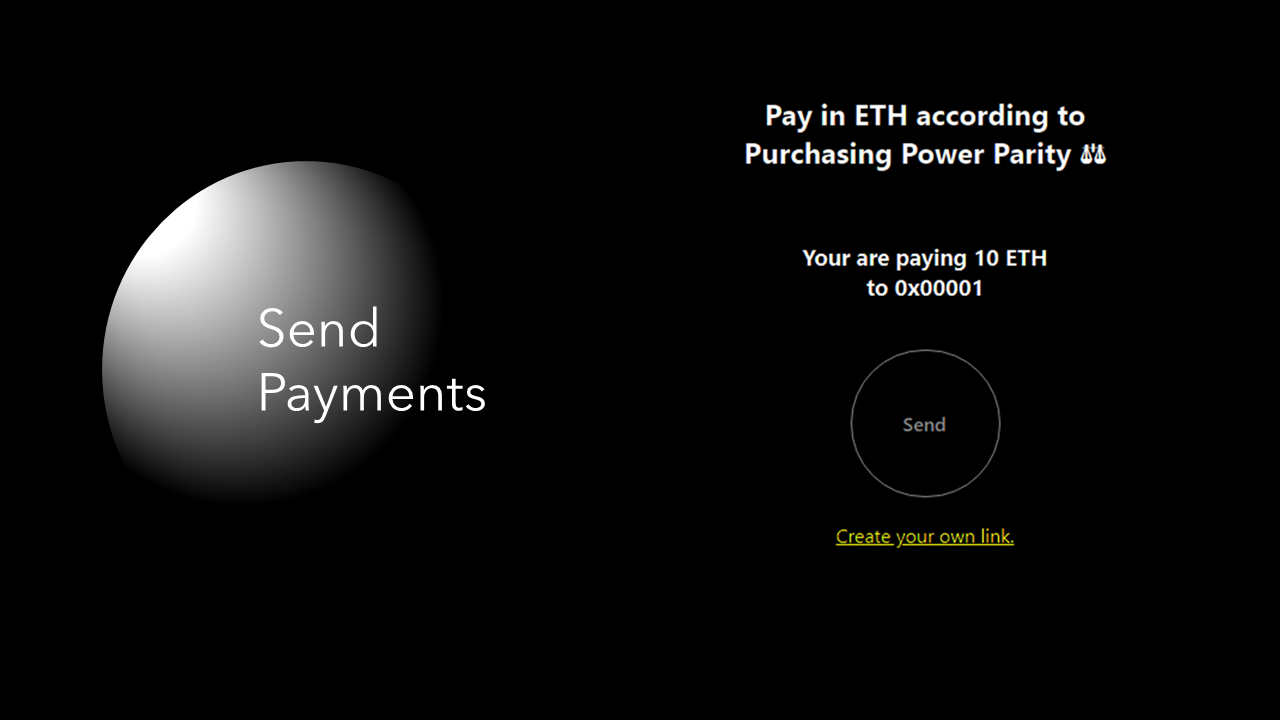 Send
Payments
Pay in ETH according to
Purchasing Power Parity ⚖
Your are paying 10 ETH
to 0x00001
Send
Create your own link.